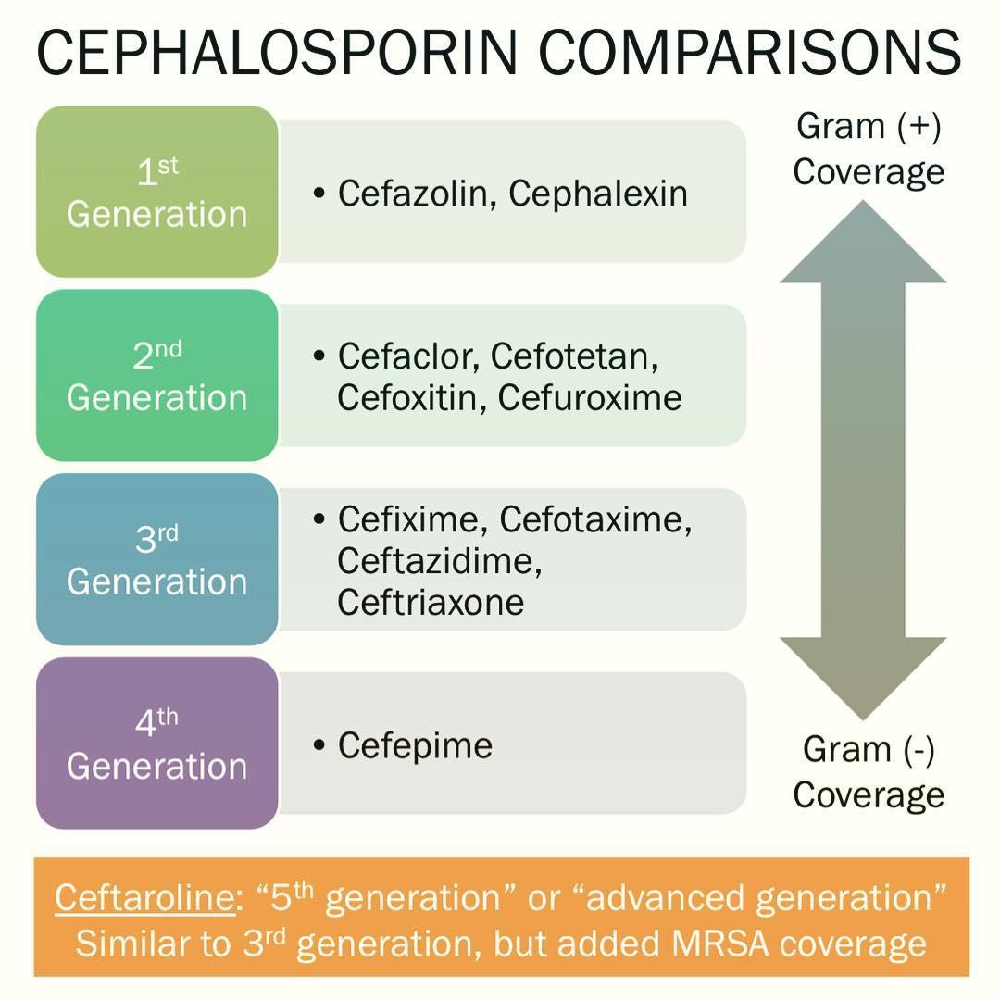 CEPHALOSPORIN COMPARISONS
1st
Generation
• Cefazolin, Cephalexin
2nd
Generation
• Cefaclor, Cefotetan,
Cefoxitin, Cefuroxime
3rd
Generation
• Cefixime, Cefotaxime,
Ceftazidime,
Ceftriaxone
4th
Generation
• Cefepime
Gram (+)
Coverage
Gram (-)
Coverage
Ceftaroline: “5th generation” or “advanced generation”
Similar to 3rd generation, but added MRSA coverage